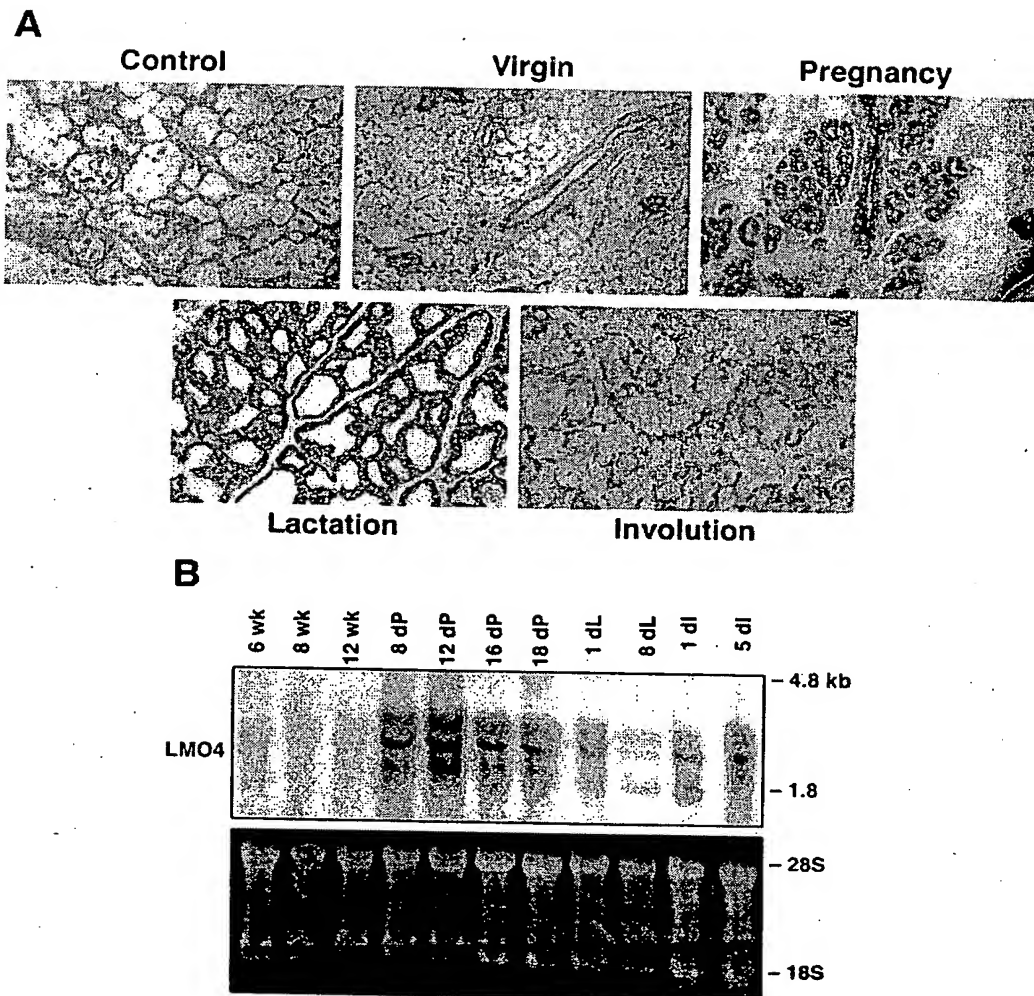 A
Control
Virgin
Pregnancy
Lactation
Involution
B
6 wk 8 wk 12 wk 8 dP 12 dP 16 dP 18 dP 1 dL 8 dL 1 dI 5 dI
– 4.8 kb
LMO4
– 1.8
– 28S
– 18S